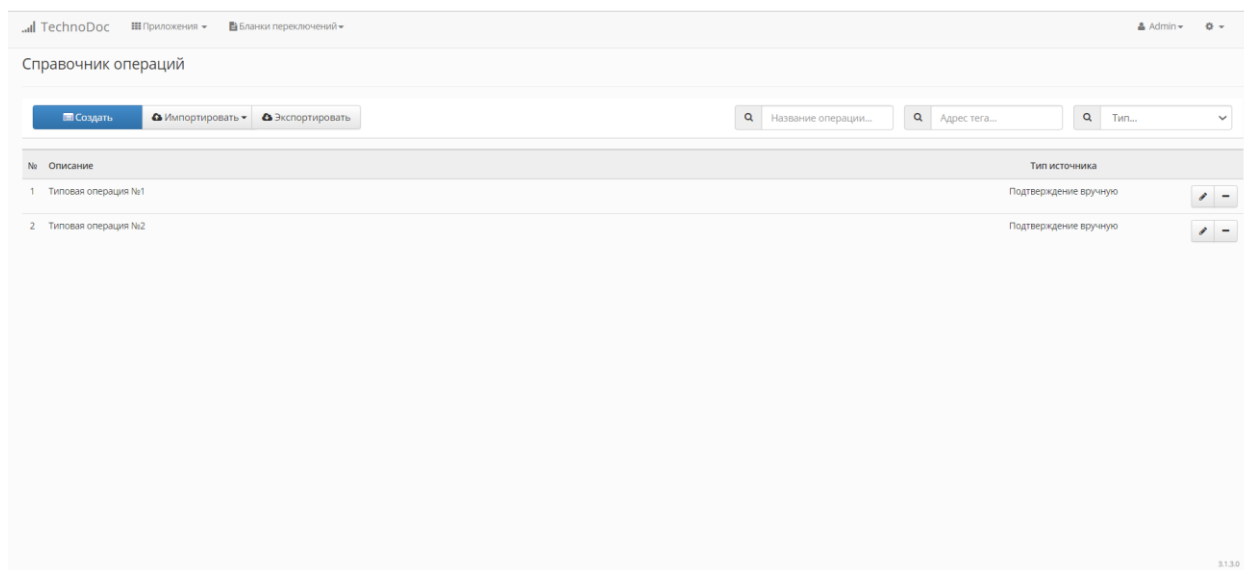 TechnoDoc Приложения Бланки переключений Admin
Справочник операций
Создать Импортировать Экспортировать Название операции... Адрес тега... Тип...
№ Описание Тип источника
1 Типовая операция №1 Подтверждение вручную
2 Типовая операция №2 Подтверждение вручную
3.1.3.0